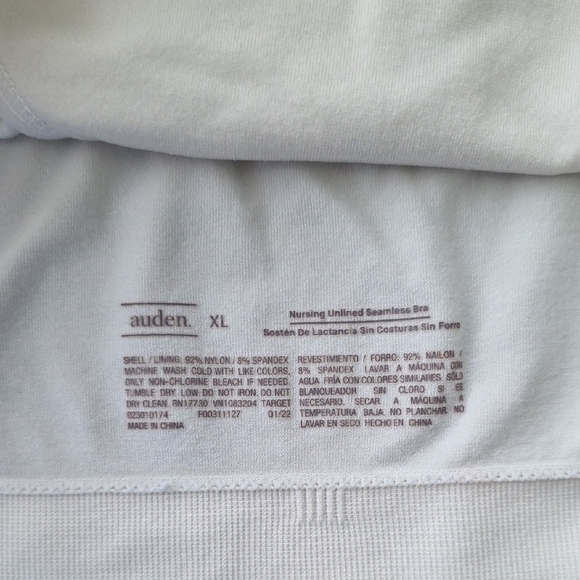 auden. XL
Nursing Unlined Seamless Bra
Sostén De Lactancia Sin Costuras Sin Forro
SHELL / LINING: 92% NYLON / 8% SPANDEX
MACHINE WASH COLD WITH LIKE COLORS,
ONLY NON-CHLORINE BLEACH IF NEEDED.
TUMBLE DRY LOW. DO NOT IRON. DO NOT
DRY CLEAN. RN17730 VN1083204 TARGET
023010174 F00311127 01/22
MADE IN CHINA
REVESTIMIENTO / FORRO: 92% NAILON /
8% SPANDEX LAVAR A MÁQUINA CON
AGUA FRÍA CON COLORES SIMILARES. SÓLO
BLANQUEADOR SIN CLORO SI ES
NECESARIO. SECAR A MÁQUINA A
TEMPERATURA BAJA. NO PLANCHAR. NO
LAVAR EN SECO. HECHO EN CHINA